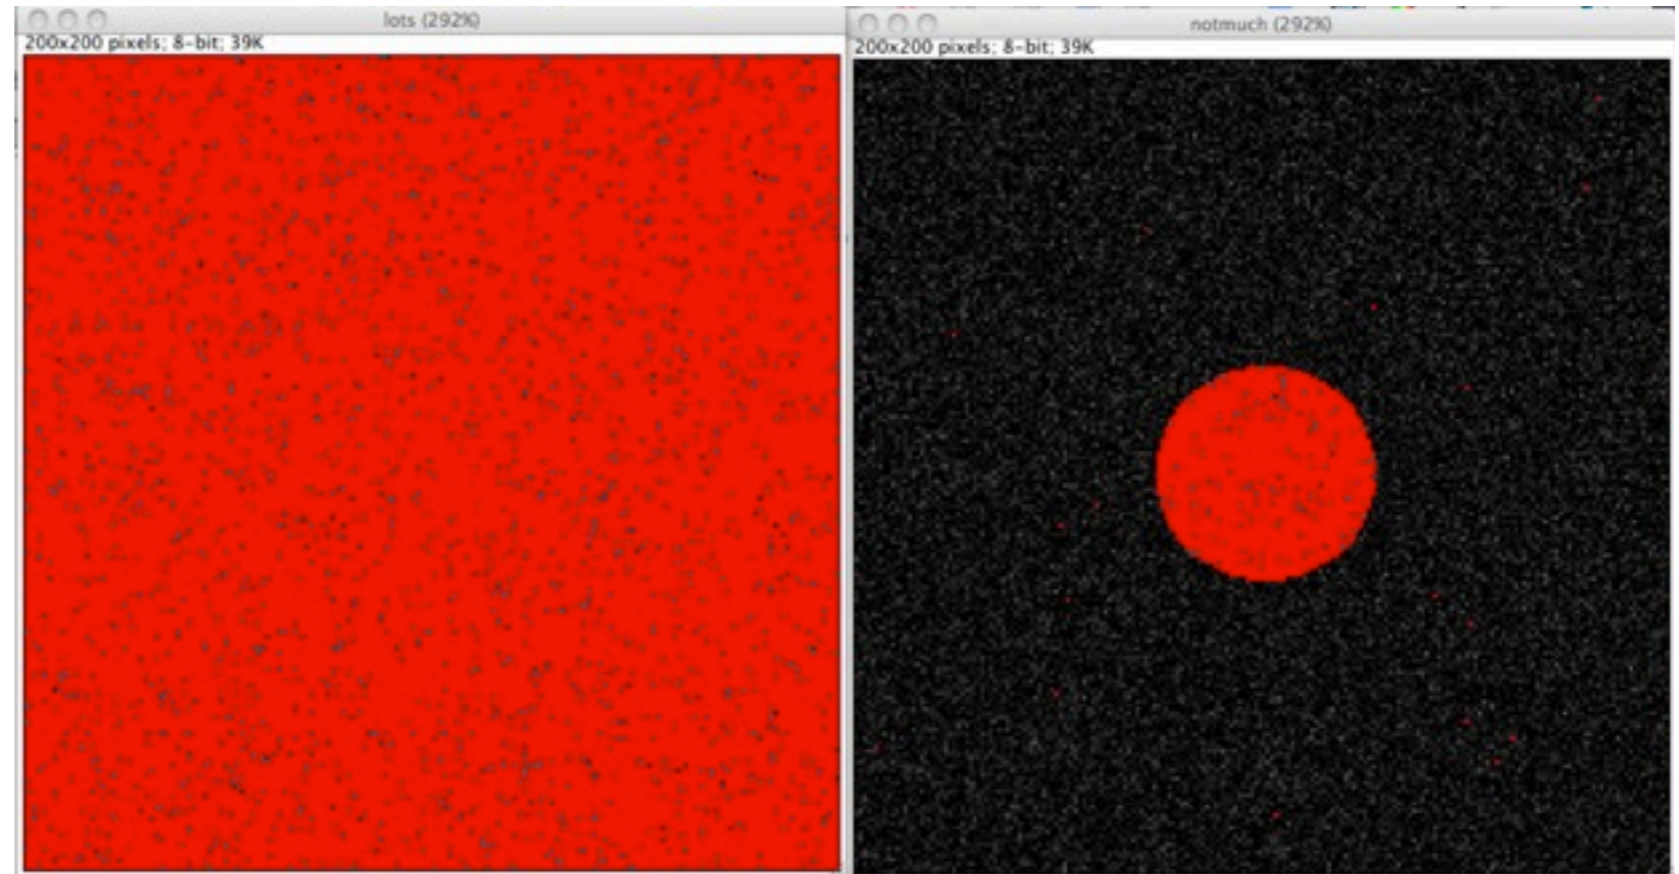 lots (292%)
200x200 pixels; 8-bit; 39K
notmuch (292%)
200x200 pixels; 8-bit; 39K